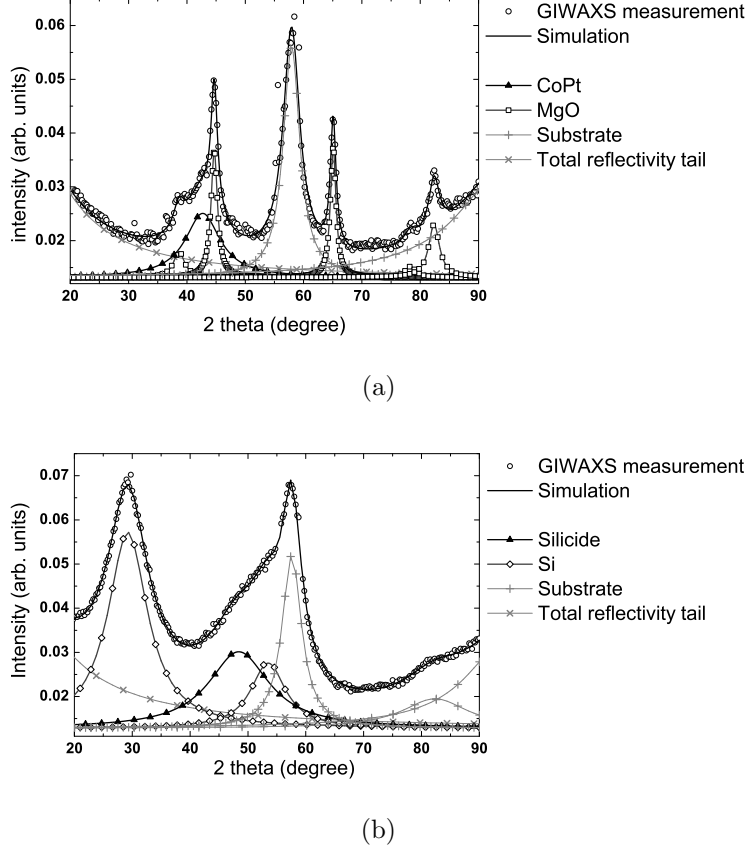 0.06
0.05
0.04
0.03
0.02
intensity (arb. units)
20 30 40 50 60 70 80 90
2 theta (degree)
GIWAXS measurement
Simulation
CoPt
MgO
Substrate
Total reflectivity tail
(a)
0.07
0.06
0.05
0.04
0.03
0.02
Intensity (arb. units)
20 30 40 50 60 70 80 90
2 theta (degree)
GIWAXS measurement
Simulation
Silicide
Si
Substrate
Total reflectivity tail
(b)